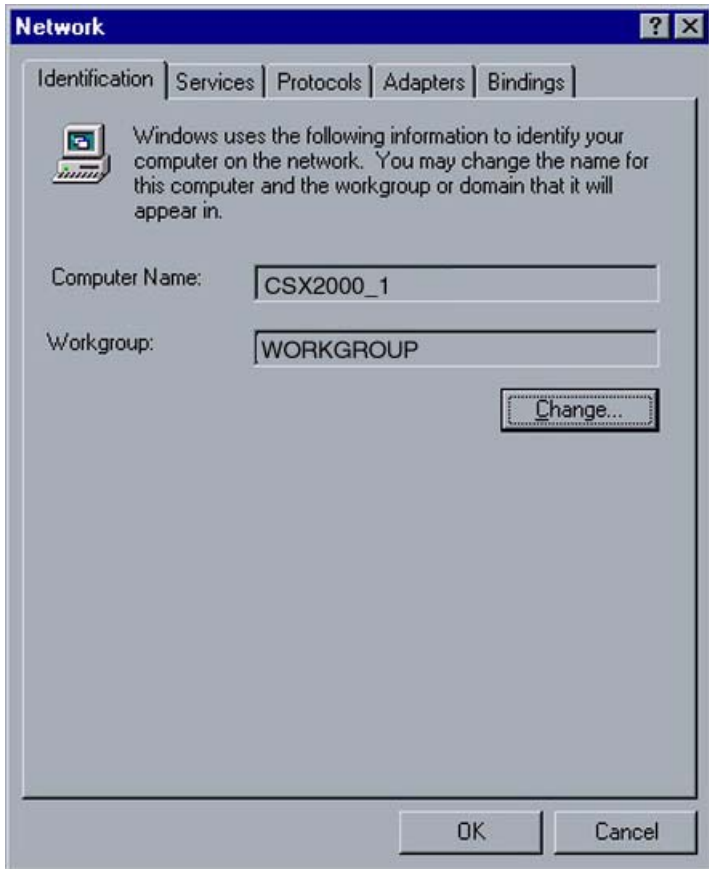 Network
Identification Services Protocols Adapters Bindings
Windows uses the following information to identify your
computer on the network. You may change the name for
this computer and the workgroup or domain that it will
appear in.
Computer Name: CSX2000_1
Workgroup: WORKGROUP
Change...
OK Cancel